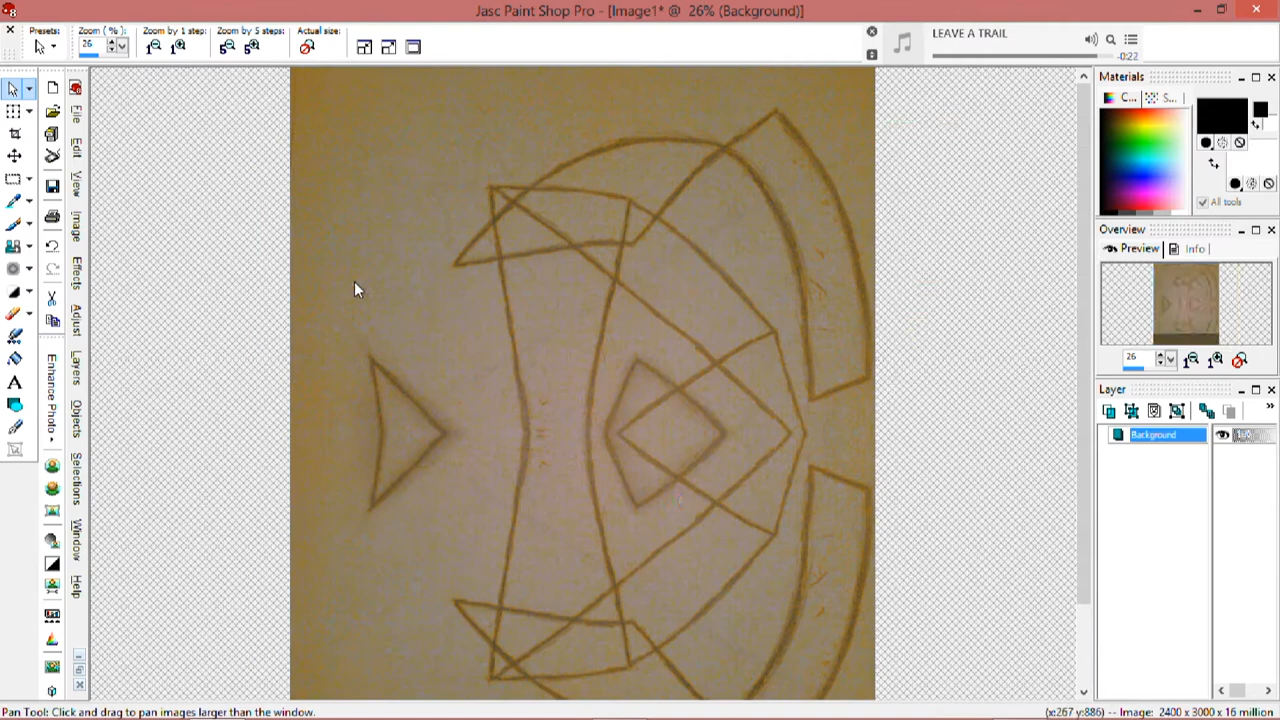 Jasc Paint Shop Pro - [Image1* @ 26% (Background)]
Presets:
Zoom ( % ):
Zoom by 1 step:
Zoom by 5 steps:
Actual size:
26
LEAVE A TRAIL
-0:22
File
Edit
View
Image
Effects
Adjust
Layers
Objects
Selections
Window
Help
Enhance Photo
Materials
C...
S...
All tools
Overview
Preview
Info
26
Layer
Background
Pan Tool: Click and drag to pan images larger than the window.
(x:267 y:886) -- Image: 2400 x 3000 x 16 million